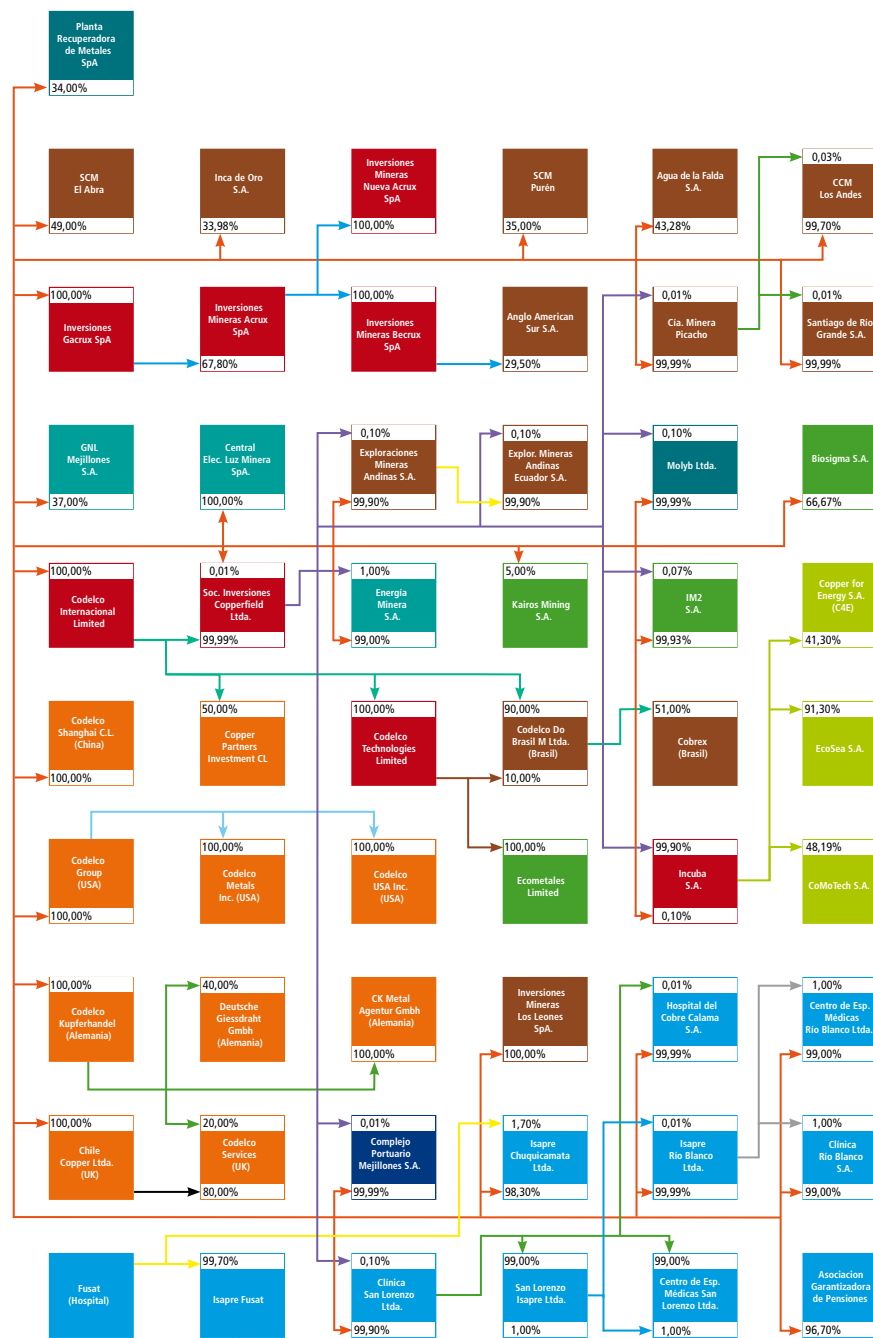 Planta
Recuperadora
de Metales
SpA
34,00%
SCM
El Abra
49,00%
Inca de Oro
S.A.
33,98%
Inversiones
Mineras
Nueva Acrux
SpA
100,00%
SCM
Purén
35,00%
Agua de la Falda
S.A.
43,28%
0,03%
CCM
Los Andes
99,70%
100,00%
Inversiones
Gacrux SpA
Inversiones
Mineras Acrux
SpA
67,80%
100,00%
Inversiones
Mineras Becrux
SpA
Anglo American
Sur S.A.
29,50%
0,01%
Cia. Minera
Picacho
99,99%
0,01%
Santiago de Río
Grande S.A.
99,99%
GNL
Mejillones
S.A.
37,00%
Central
Elec. Luz Minera
SpA.
100,00%
0,10%
Exploraciones
Mineras
Andinas S.A.
99,90%
0,10%
Explor. Mineras
Andinas
Ecuador S.A.
99,90%
0,10%
Molyb Ltda.
99,99%
Biosigma S.A.
66,67%
100,00%
Codelco
Internacional
Limited
0,01%
Soc. Inversiones
Copperfield
Ltda.
99,99%
1,00%
Energía
Minera
S.A.
99,00%
5,00%
Kairos Mining
S.A.
0,07%
IM2
S.A.
99,93%
Copper for
Energy S.A.
(C4E)
41,30%
Codelco
Shanghai C.L.
(China)
100,00%
50,00%
Copper
Partners
Investment CL
100,00%
Codelco
Technologies
Limited
90,00%
Codelco Do
Brasil M Ltda.
(Brasil)
10,00%
51,00%
Cobrex
(Brasil)
91,30%
EcoSea S.A.
Codelco
Group
(USA)
100,00%
100,00%
Codelco
Metals
Inc. (USA)
100,00%
Codelco
USA Inc.
(USA)
100,00%
Ecometales
Limited
99,90%
Incuba
S.A.
0,10%
48,19%
CoMoTech S.A.
100,00%
Codelco
Kupferhandel
(Alemania)
40,00%
Deutsche
Giessdraht
Gmbh
(Alemania)
CK Metal
Agentur Gmbh
(Alemania)
100,00%
Inversiones
Mineras
Los Leones
SpA.
100,00%
0,01%
Hospital del
Cobre Calama
S.A.
99,99%
1,00%
Centro de Esp.
Médicas
Río Blanco Ltda.
99,00%
100,00%
Chile
Copper Ltda.
(UK)
20,00%
Codelco
Services
(UK)
80,00%
0,01%
Complejo
Portuario
Mejillones S.A.
99,99%
1,70%
Isapre
Chuquicamata
Ltda.
98,30%
0,01%
Isapre
Río Blanco
Ltda.
99,99%
1,00%
Clínica
Río Blanco
S.A.
99,00%
Fusat
(Hospital)
99,70%
Isapre Fusat
0,10%
Clínica
San Lorenzo
Ltda.
99,90%
99,00%
San Lorenzo
Isapre Ltda.
1,00%
99,00%
Centro de Esp.
Médicas San
Lorenzo Ltda.
1,00%
Asociacion
Garantizadora
de Pensiones
96,70%